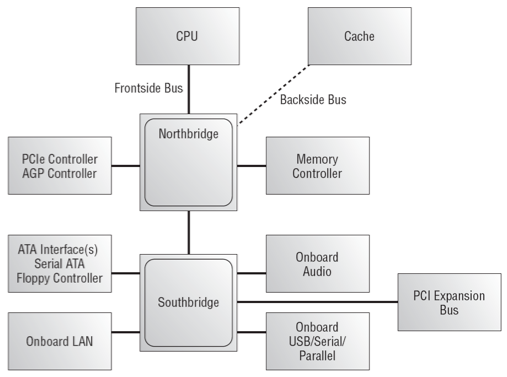 CPU
Cache
Frontside Bus
Backside Bus
Northbridge
PCIe Controller
AGP Controller
Memory
Controller
ATA Interface(s)
Serial ATA
Floppy Controller
Onboard
Audio
Southbridge
PCI Expansion
Bus
Onboard LAN
Onboard
USB/Serial/
Parallel